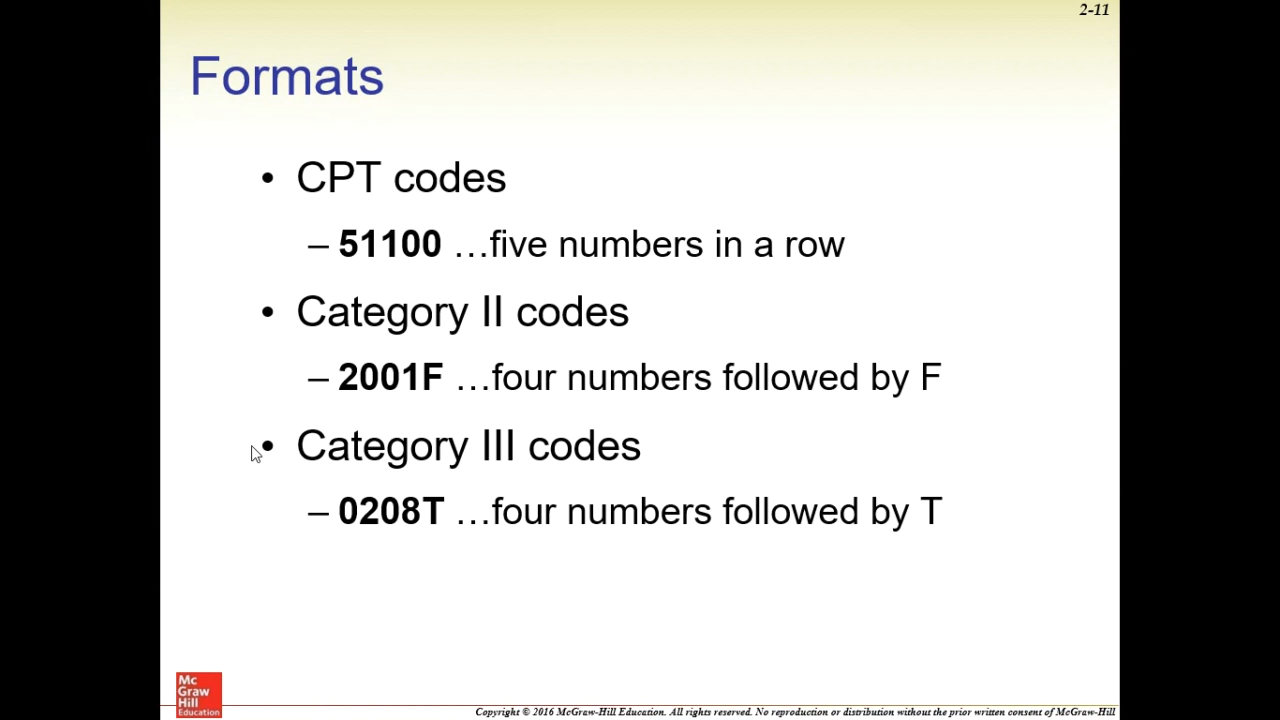 2-11
Formats
• CPT codes
– 51100 …five numbers in a row
• Category II codes
– 2001F …four numbers followed by F
• Category III codes
– 0208T …four numbers followed by T
Mc
Graw
Hill
Education
Copyright © 2016 McGraw-Hill Education. All rights reserved. No reproduction or distribution without the prior written consent of McGraw-Hill